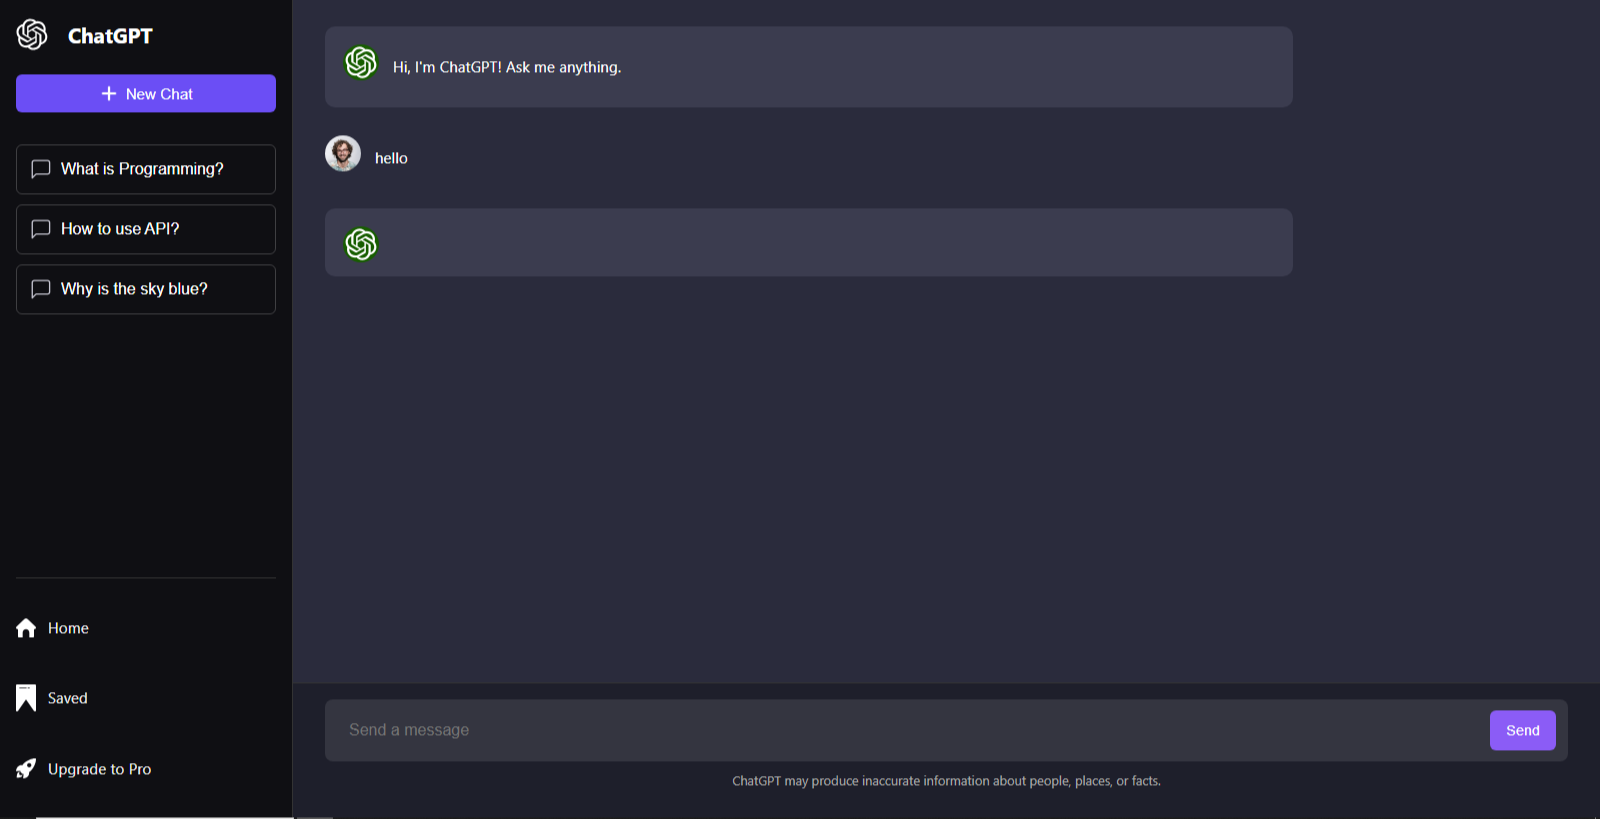 ChatGPT
New Chat
What is Programming?
How to use API?
Why is the sky blue?
Home
Saved
Upgrade to Pro
Hi, I'm ChatGPT! Ask me anything.
hello
Send a message
Send
ChatGPT may produce inaccurate information about people, places, or facts.